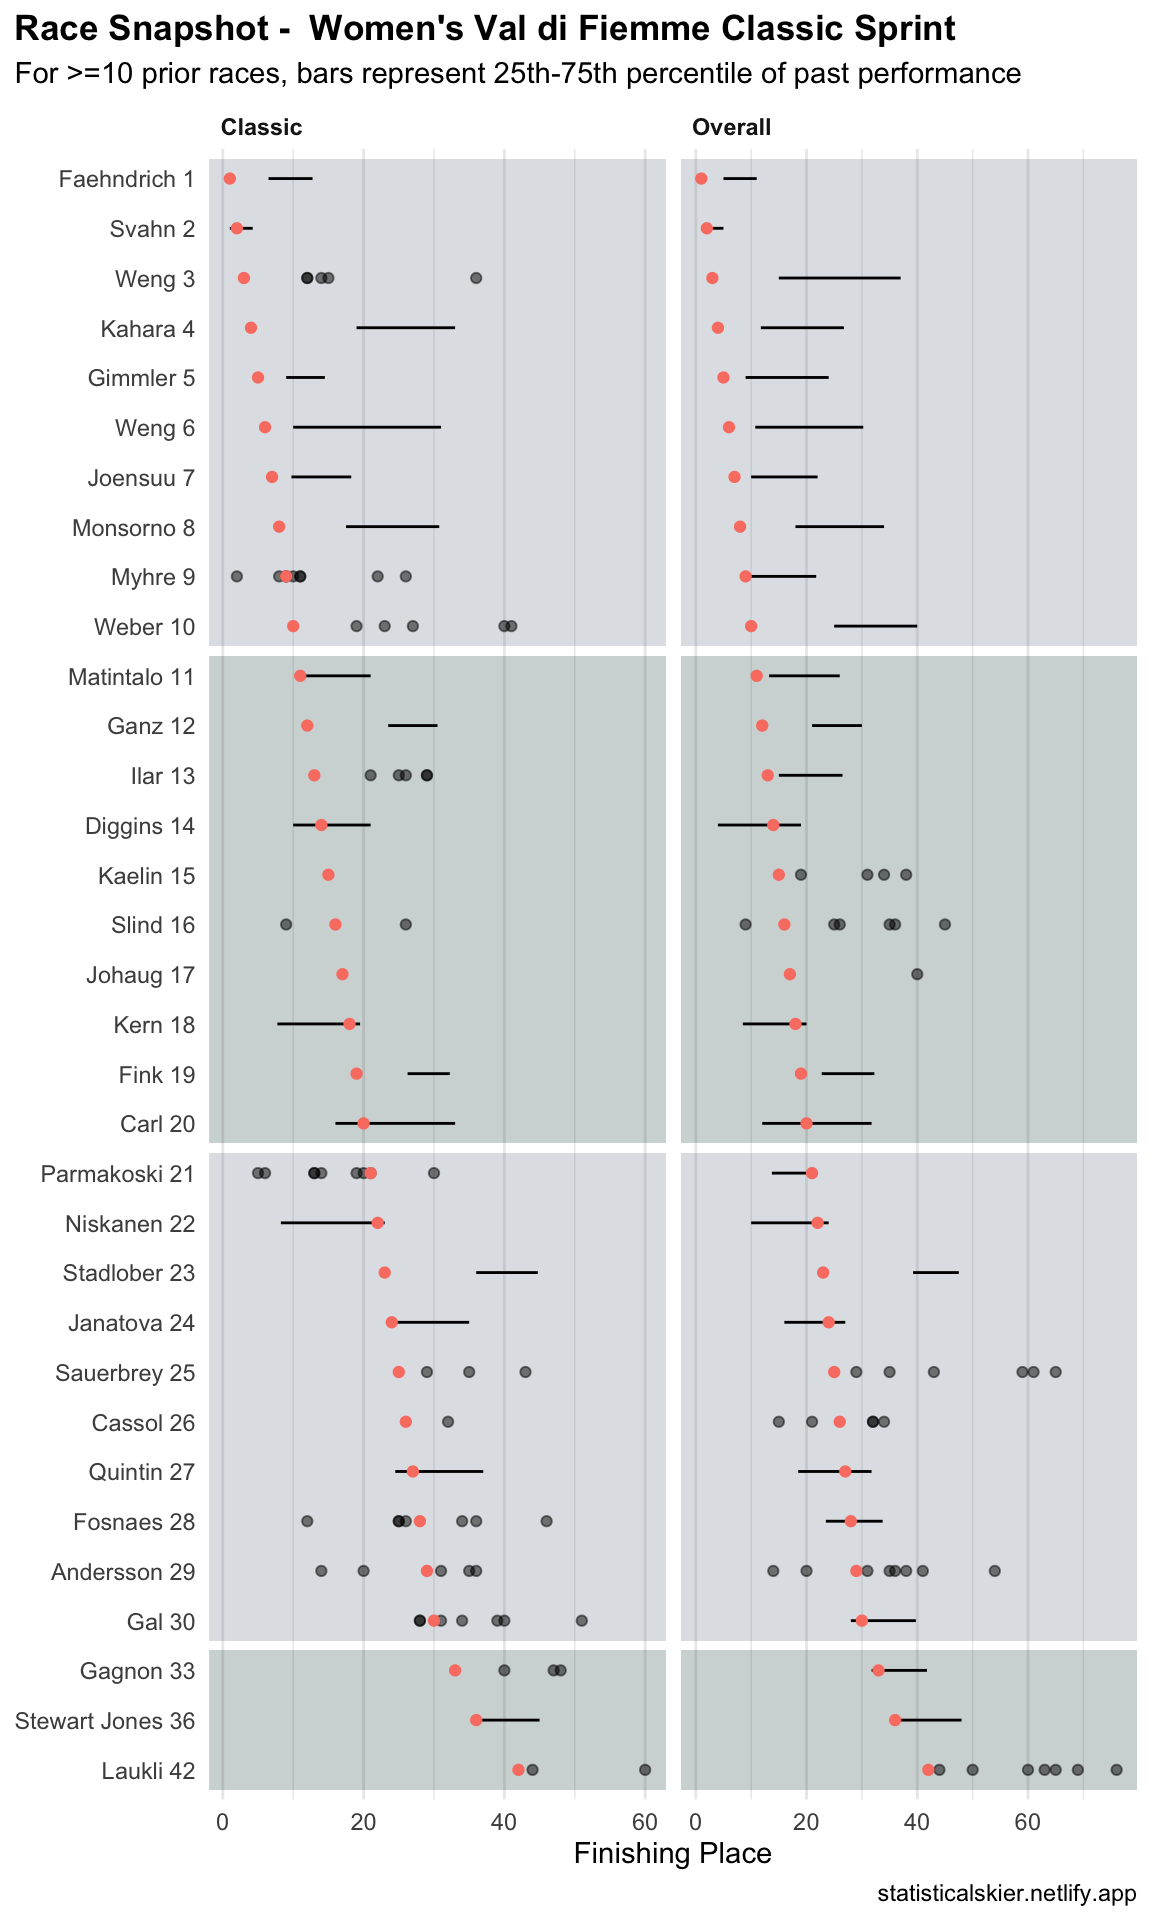 Race Snapshot -  Women's Val di Fiemme Classic Sprint
For >=10 prior races, bars represent 25th-75th percentile of past performance
Classic Overall
Faehndrich 1
Svahn 2
Weng 3
Kahara 4
Gimmler 5
Weng 6
Joensuu 7
Monsorno 8
Myhre 9
Weber 10
Matintalo 11
Ganz 12
Ilar 13
Diggins 14
Kaelin 15
Slind 16
Johaug 17
Kern 18
Fink 19
Carl 20
Parmakoski 21
Niskanen 22
Stadlober 23
Janatova 24
Sauerbrey 25
Cassol 26
Quintin 27
Fosnaes 28
Andersson 29
Gal 30
Gagnon 33
Stewart Jones 36
Laukli 42
0 20 40 60 0 20 40 60
Finishing Place
statisticalskier.netlify.app